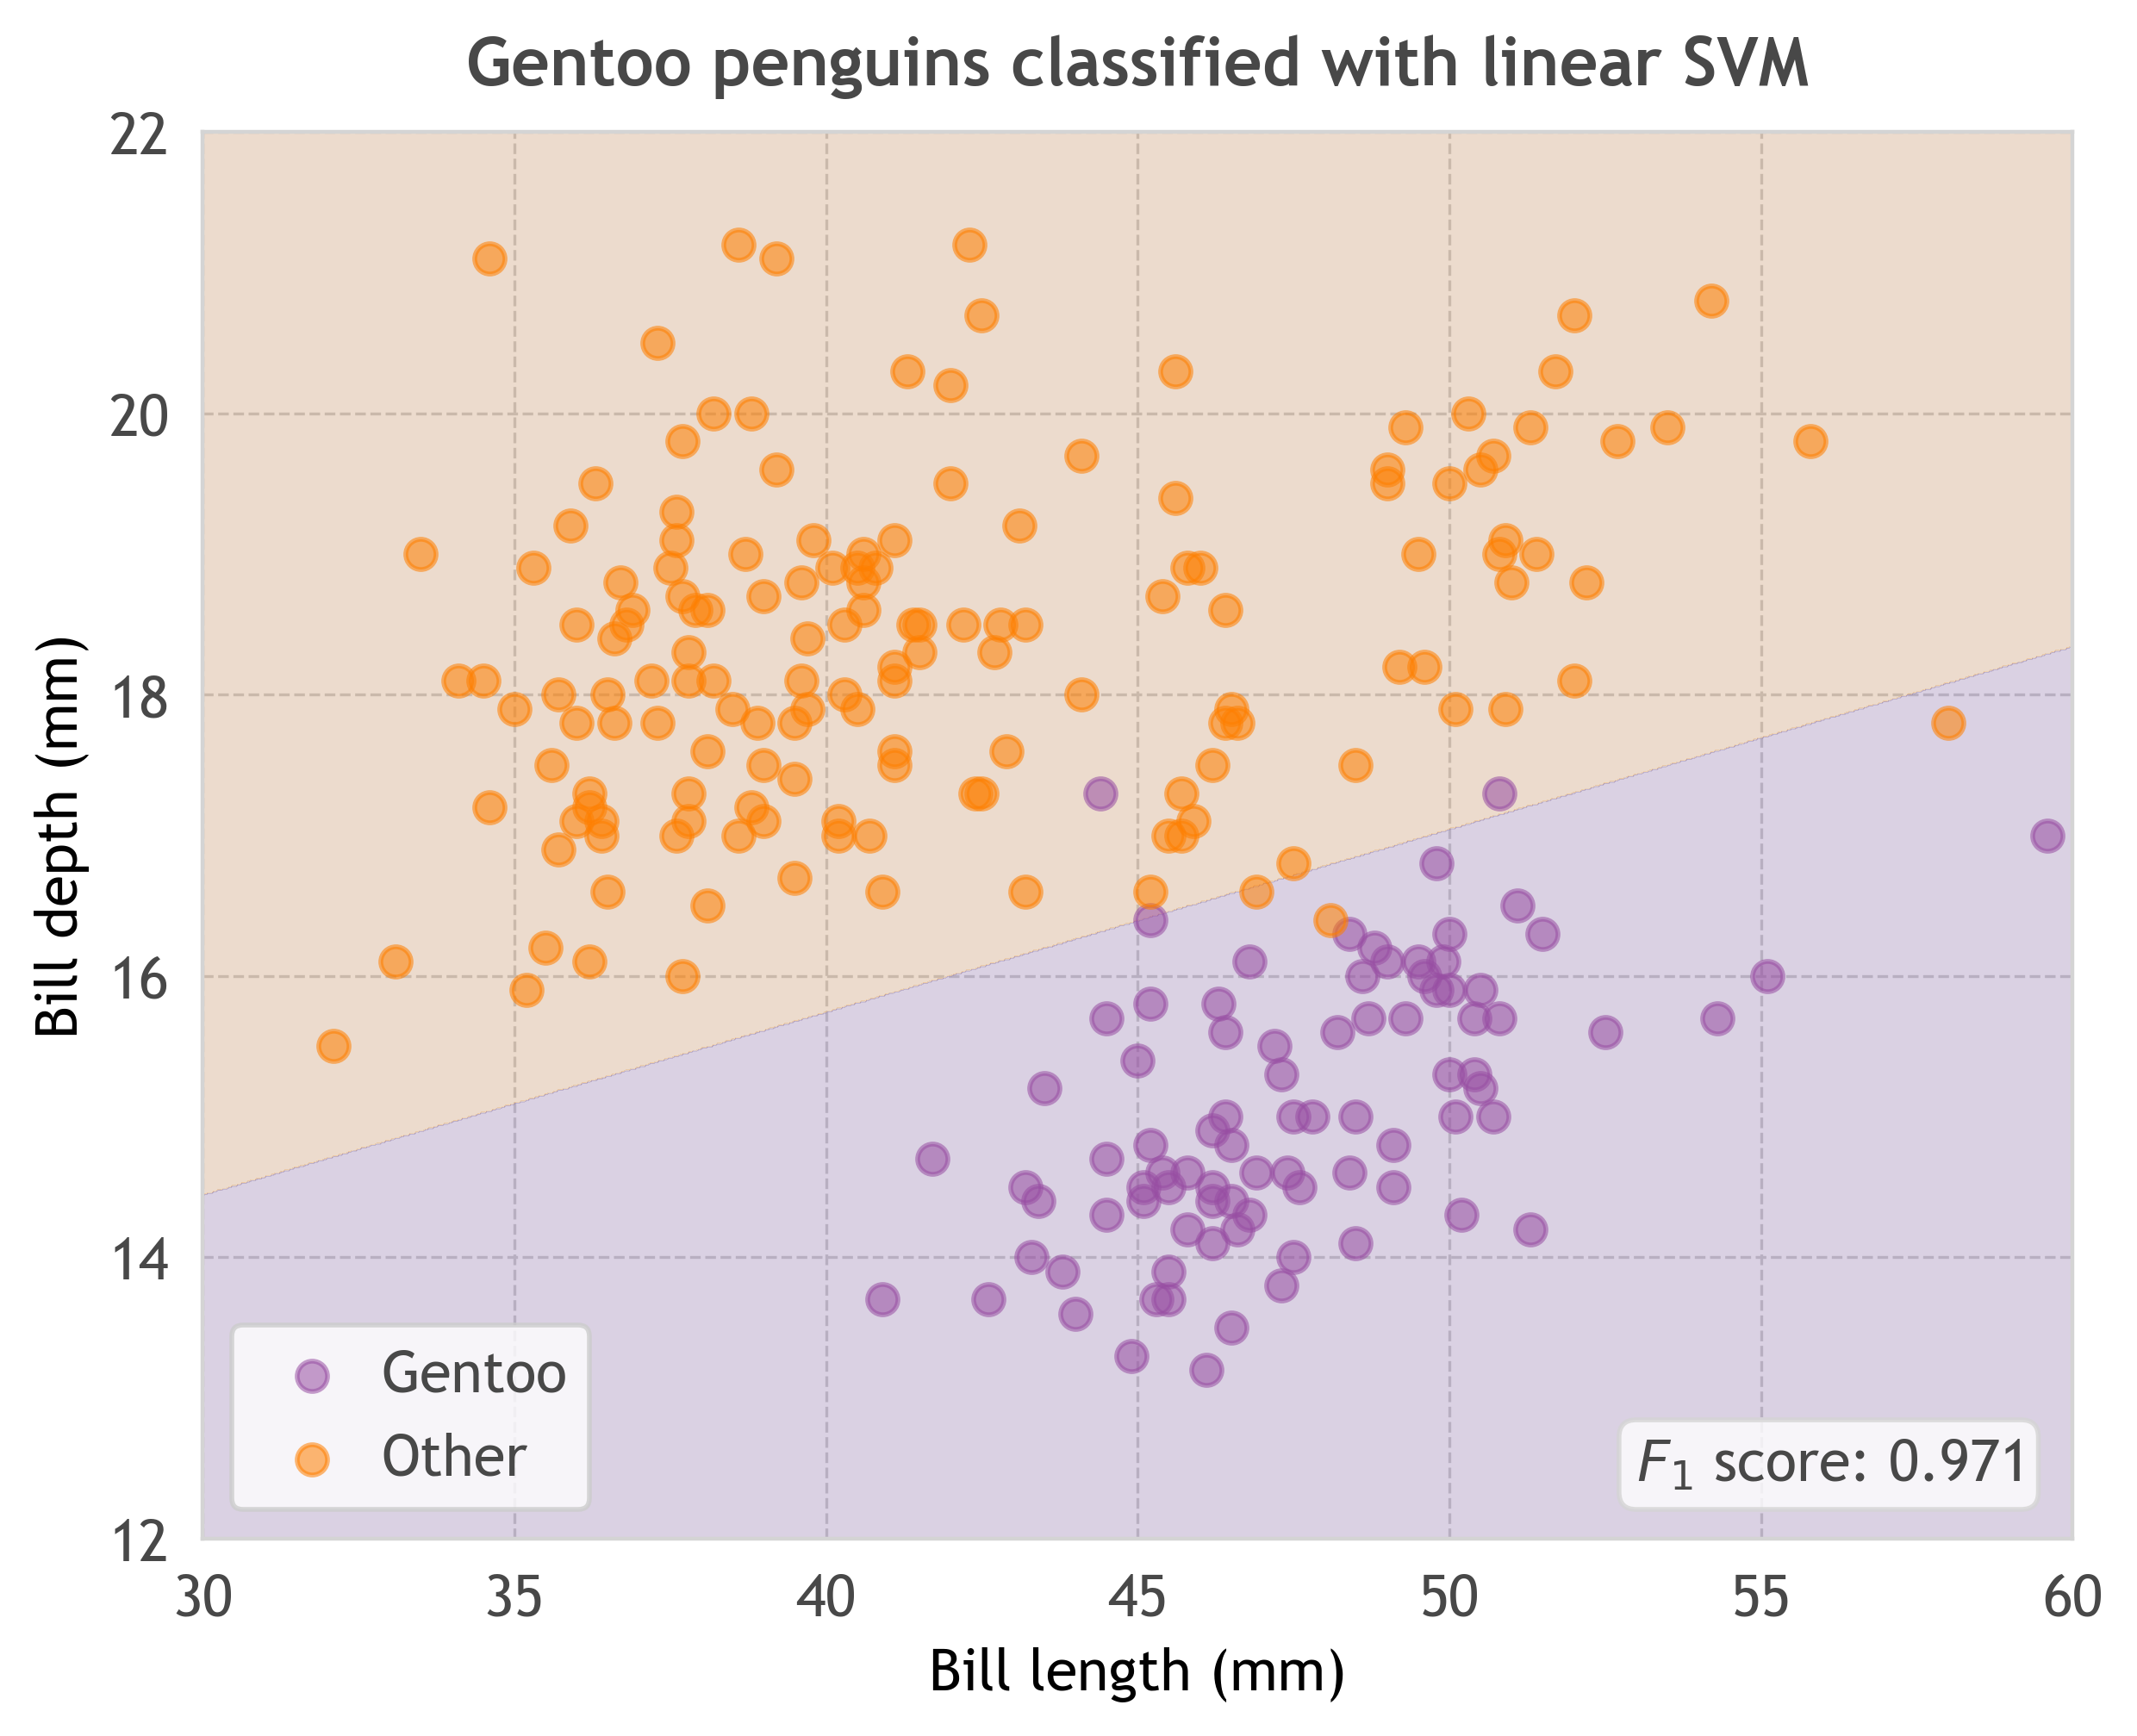 Gentoo penguins classified with linear SVM
22
20
18
16
14
12
Bill depth (mm)
Gentoo
Other
F₁ score: 0.971
30 35 40 45 50 55 60
Bill length (mm)